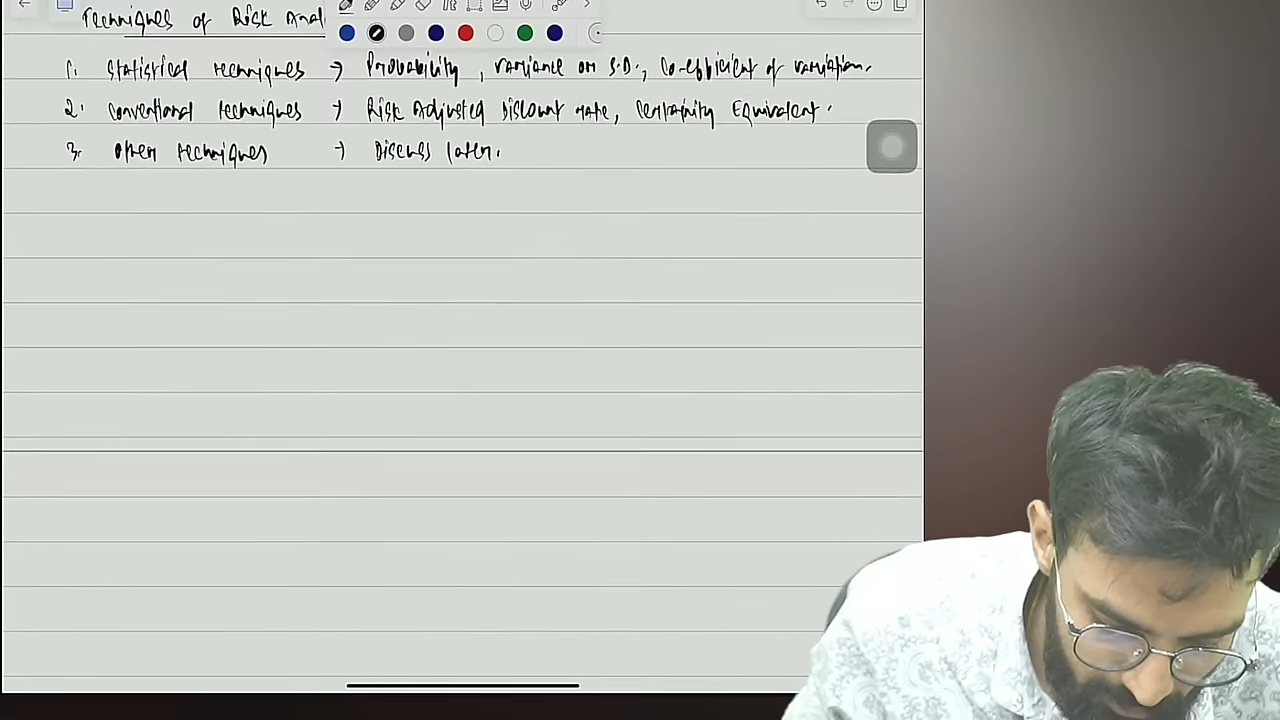 Techniques of Risk Anal
1. Statistical Techniques → Probability, Variance or S.D., Co-efficient of variation.
2. Conventional Techniques → Risk Adjusted Discount rate, Certainity Equivalent.
3. Other Techniques → Discuss later.